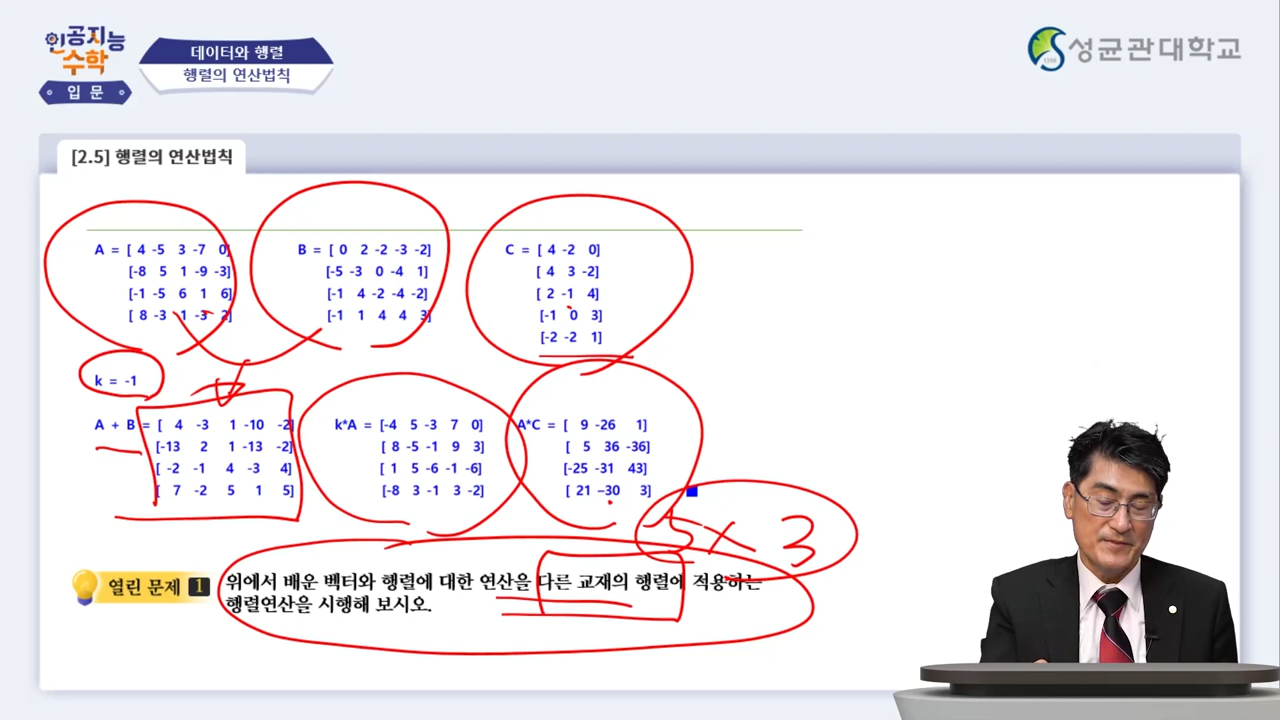 인공지능
수학
입문
데이터와 행렬
행렬의 연산법칙
성균관대학교
[2.5] 행렬의 연산법칙
A = [ 4 -5 3 -7 0]
[-8 5 1 -9 -3]
[-1 -5 6 1 6]
[ 8 -3 1 -3 2]
B = [ 0 2 -2 -3 -2]
[-5 -3 0 -4 1]
[-1 4 -2 -4 -2]
[-1 1 4 4 3]
C = [ 4 -2 0]
[ 4 3 -2]
[ 2 -1 4]
[-1 0 3]
[-2 -2 1]
k = -1
A + B = [ 4 -3 1 -10 -2]
[-13 2 1 -13 -2]
[ -2 -1 4 -3 4]
[ 7 -2 5 1 5]
k*A = [-4 5 -3 7 0]
[ 8 -5 -1 9 3]
[ 1 5 -6 -1 -6]
[-8 3 -1 3 -2]
A*C = [ 9 -26 1]
[ 5 36 -36]
[-25 -31 43]
[ 21 -30 3]
5 x 3
열린 문제 1
위에서 배운 벡터와 행렬에 대한 연산을 다른 교재의 행렬에 적용하는
행렬연산을 시행해 보시오.